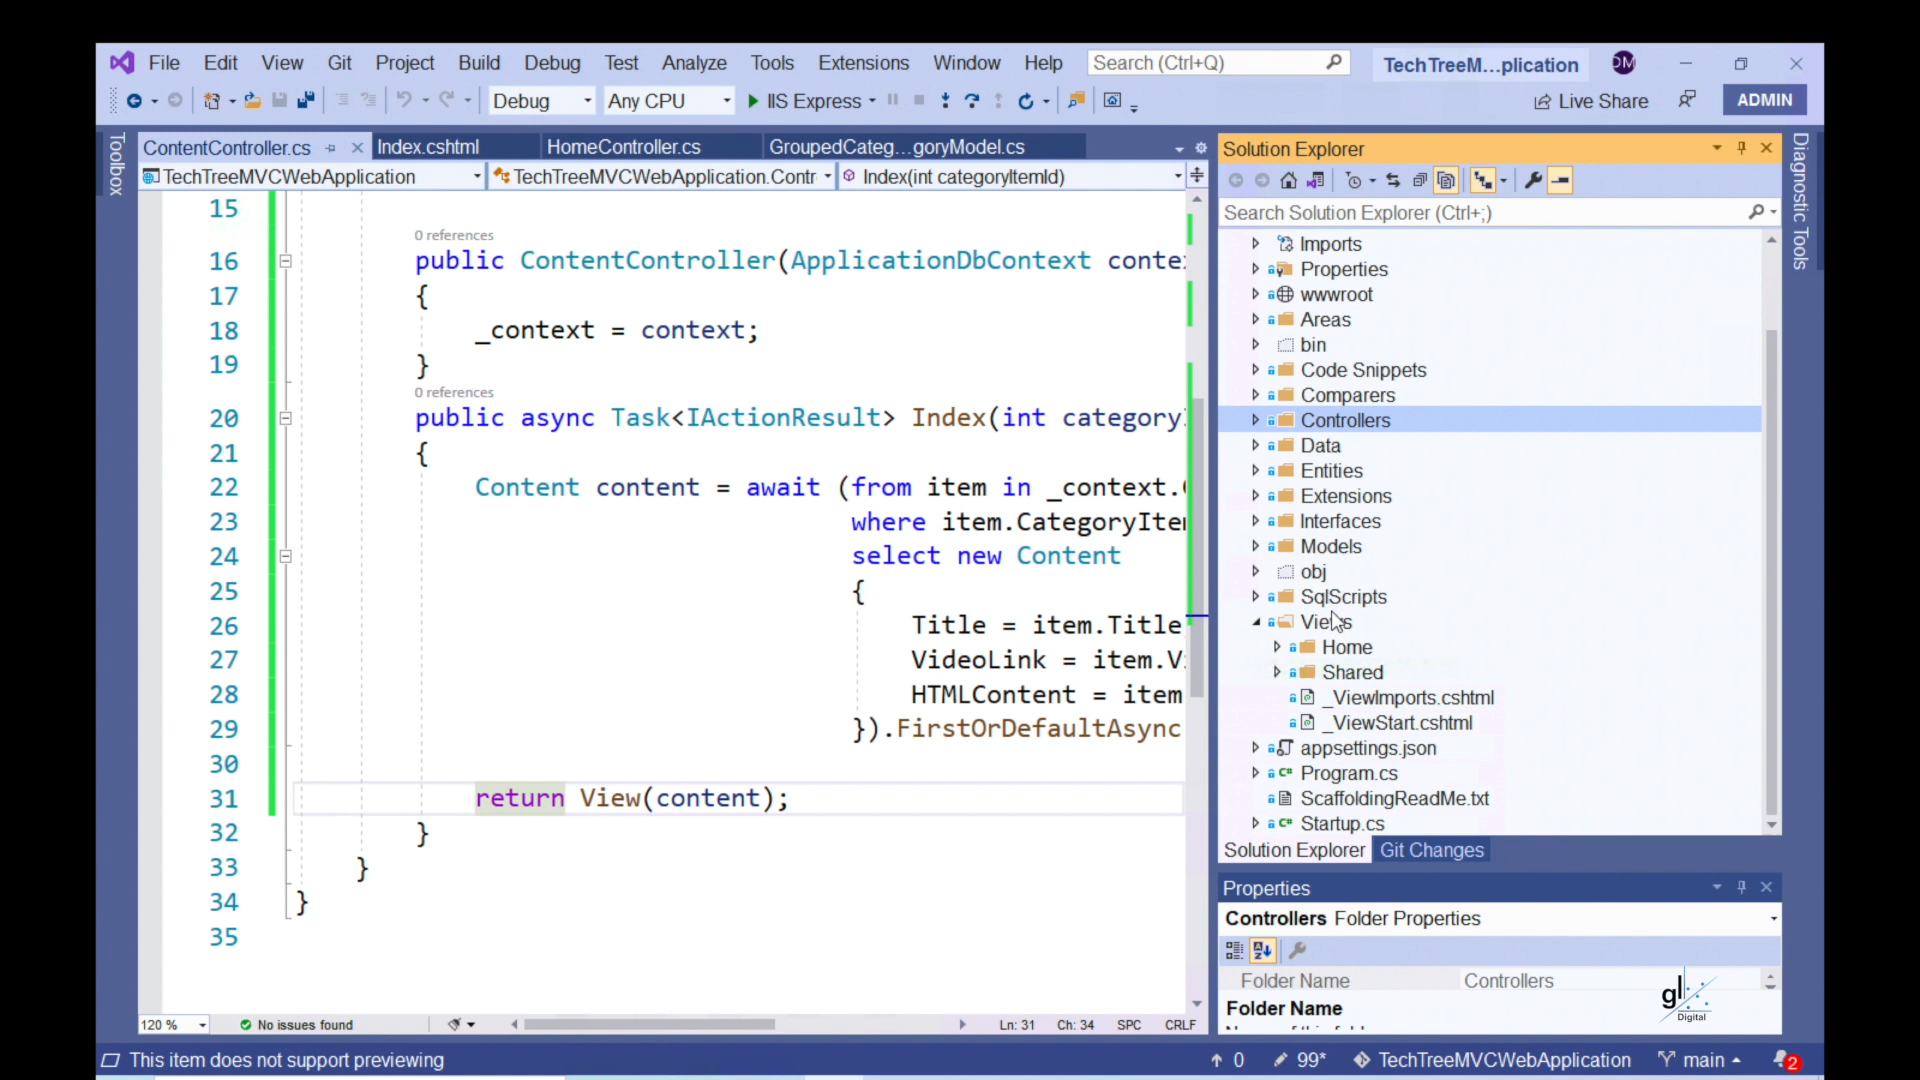 File Edit View Git Project Build Debug Test Analyze Tools Extensions Window Help Search (Ctrl+Q) TechTreeM...plication DM
Debug Any CPU IIS Express Live Share ADMIN
Toolbox
ContentController.cs Index.cshtml HomeController.cs GroupedCateg...goryModel.cs
TechTreeMVCWebApplication TechTreeMVCWebApplication.Contr Index(int categoryItemId)
15
0 references
16 public ContentController(ApplicationDbContext conte
17 {
18 _context = context;
19 }
0 references
20 public async Task<IActionResult> Index(int category
21 {
22 Content content = await (from item in _context.
23 where item.CategoryIte
24 select new Content
25 {
26 Title = item.Title
27 VideoLink = item.V
28 HTMLContent = item
29 }).FirstOrDefaultAsync
30
31 return View(content);
32 }
33 }
34 }
35
120 % No issues found Ln: 31 Ch: 34 SPC CRLF
Solution Explorer
Search Solution Explorer (Ctrl+;)
Imports
Properties
wwwroot
Areas
bin
Code Snippets
Comparers
Controllers
Data
Entities
Extensions
Interfaces
Models
obj
SqlScripts
Views
Home
Shared
_ViewImports.cshtml
_ViewStart.cshtml
appsettings.json
Program.cs
ScaffoldingReadMe.txt
Startup.cs
Solution Explorer Git Changes
Properties
Controllers Folder Properties
Folder Name Controllers
Folder Name
gl Digital
Diagnostic Tools
This item does not support previewing 0 99* TechTreeMVCWebApplication main 2